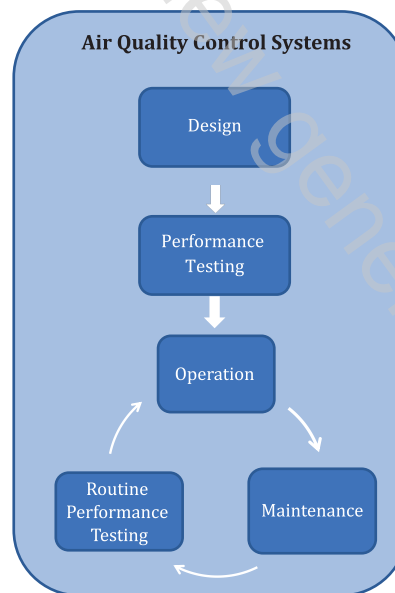 Air Quality Control Systems
Design
Performance
Testing
Operation
Routine
Performance
Testing
Maintenance